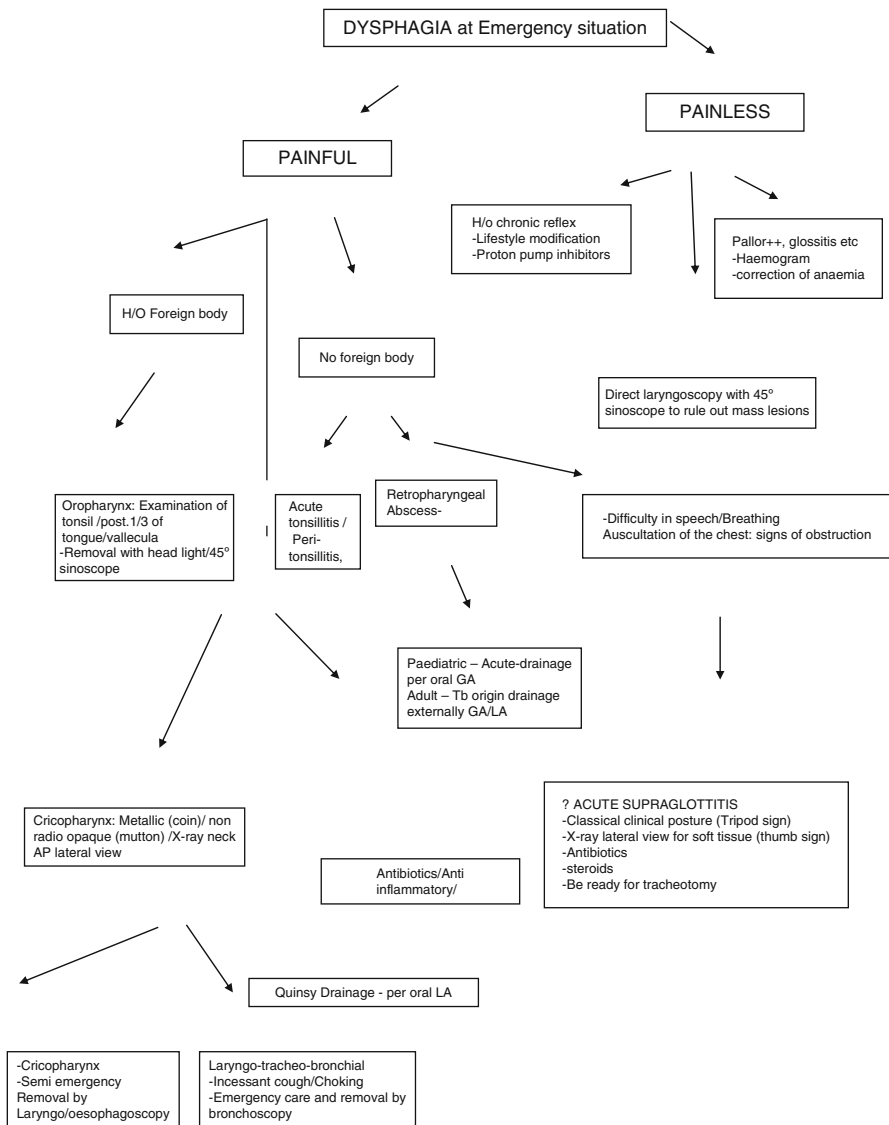 DYSPHAGIA at Emergency situation
PAINLESS
PAINFUL
H/o chronic reflex
-Lifestyle modification
-Proton pump inhibitors
Pallor++, glossitis etc
-Haemogram
-correction of anaemia
H/O Foreign body
No foreign body
Direct laryngoscopy with 45º
sinoscope to rule out mass lesions
Oropharynx: Examination of
tonsil /post.1/3 of
tongue/vallecula
-Removal with head light/45º
sinoscope
Acute
tonsillitis /
Peri-
tonsillitis,
Retropharyngeal
Abscess-
-Difficulty in speech/Breathing
Auscultation of the chest: signs of obstruction
Paediatric – Acute-drainage
per oral GA
Adult – Tb origin drainage
externally GA/LA
Cricopharynx: Metallic (coin)/ non
radio opaque (mutton) /X-ray neck
AP lateral view
Antibiotics/Anti
inflammatory/
? ACUTE SUPRAGLOTTITIS
-Classical clinical posture (Tripod sign)
-X-ray lateral view for soft tissue (thumb sign)
-Antibiotics
-steroids
-Be ready for tracheotomy
Quinsy Drainage - per oral LA
-Cricopharynx
-Semi emergency
Removal by
Laryngo/oesophagoscopy
Laryngo-tracheo-bronchial
-Incessant cough/Choking
-Emergency care and removal by
bronchoscopy